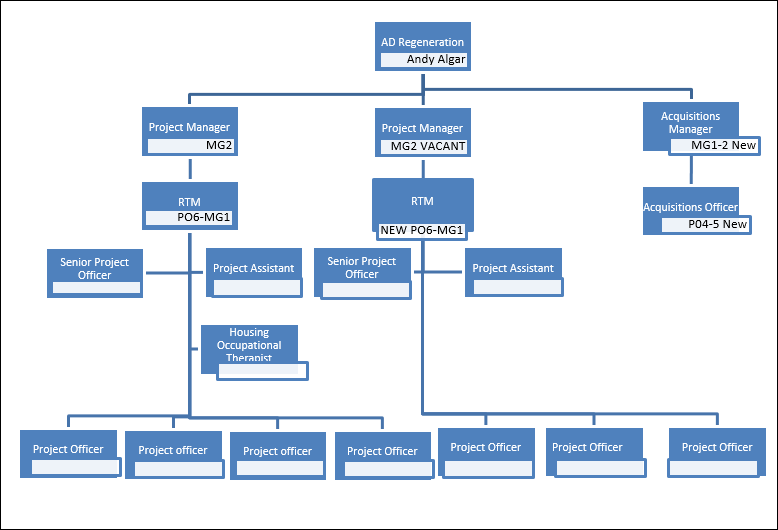 AD Regeneration
Andy Algar
Project Manager
MG2
Project Manager
MG2 VACANT
Acquisitions
Manager
MG1-2 New
RTM
PO6-MG1
RTM
NEW PO6-MG1
Acquisitions Officer
P04-5 New
Senior Project
Officer
Project Assistant
Senior Project
Officer
Project Assistant
Housing
Occupational
Therapist
Project Officer
Project officer
Project officer
Project Officer
Project Officer
Project Officer
Project Officer